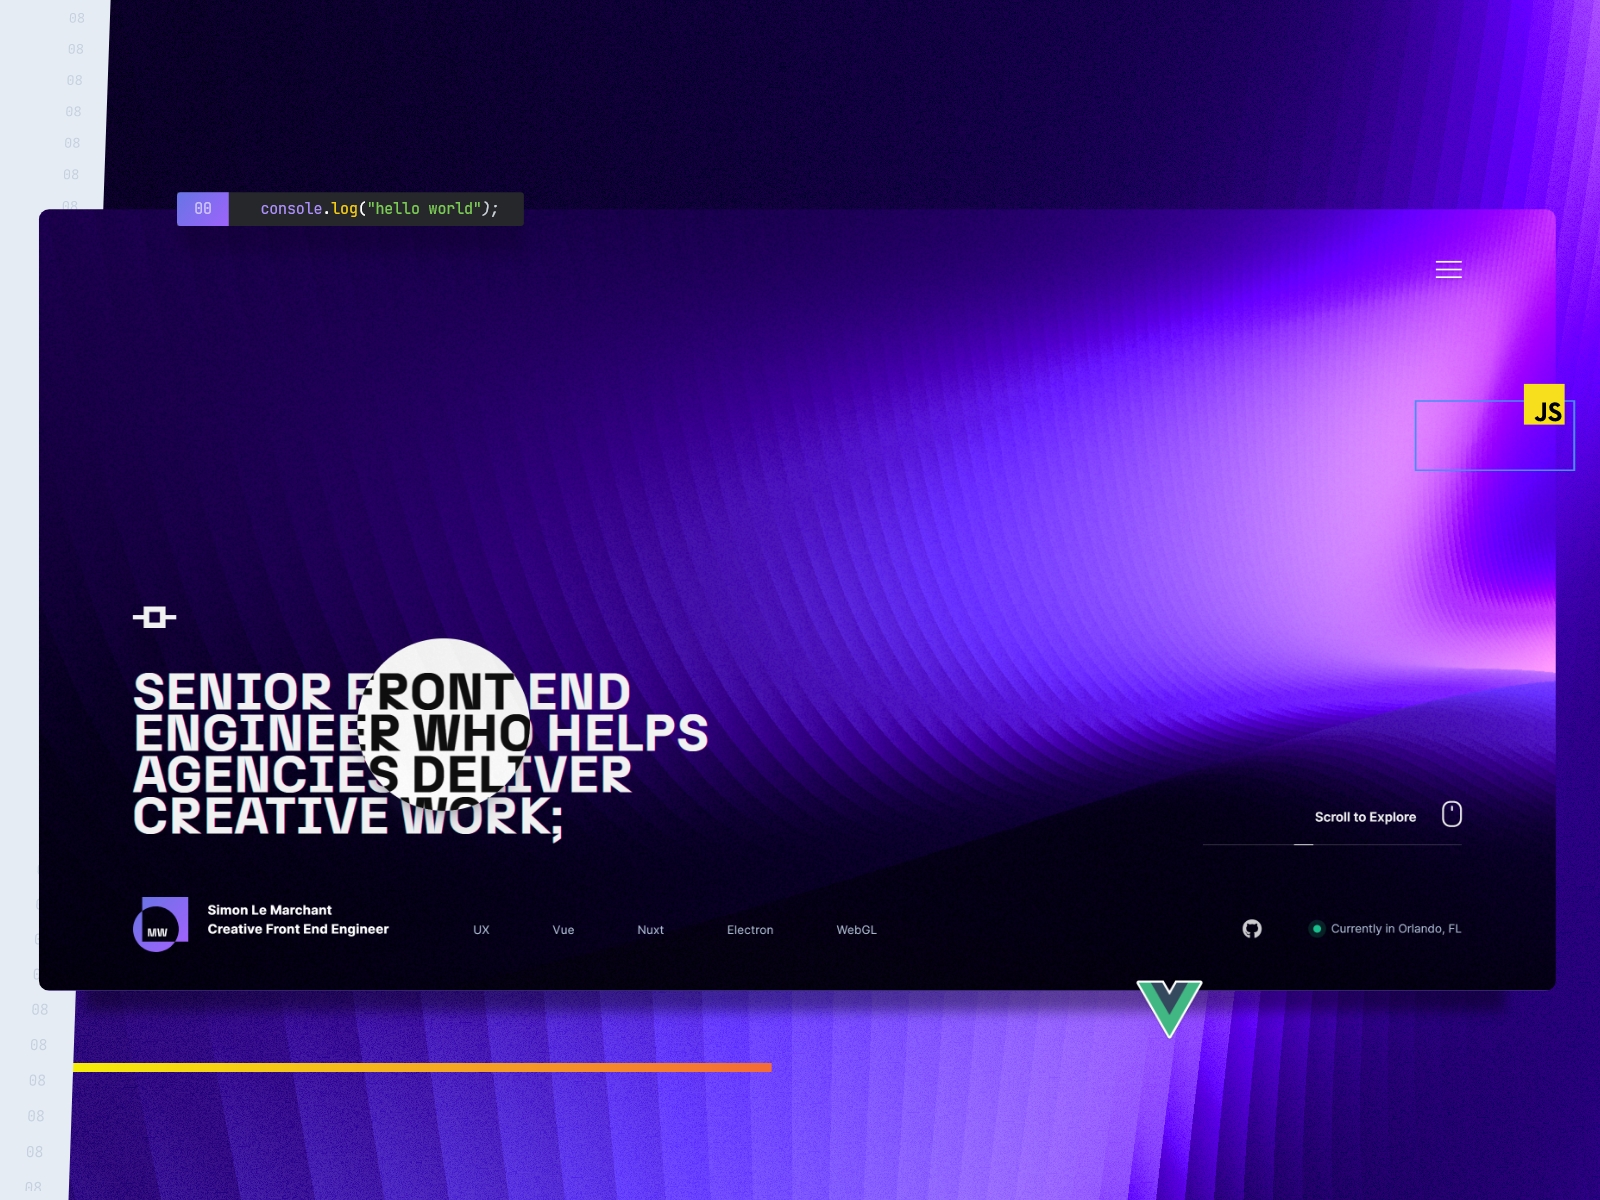 08
08
08
08
08
08
08
00 console.log("hello world");
JS
SENIOR FRONT END
ENGINEER WHO HELPS
AGENCIES DELIVER
CREATIVE WORK;
Scroll to Explore
MW
Simon Le Marchant
Creative Front End Engineer
UX
Vue
Nuxt
Electron
WebGL
Currently in Orlando, FL
08
08
08
08
08
08